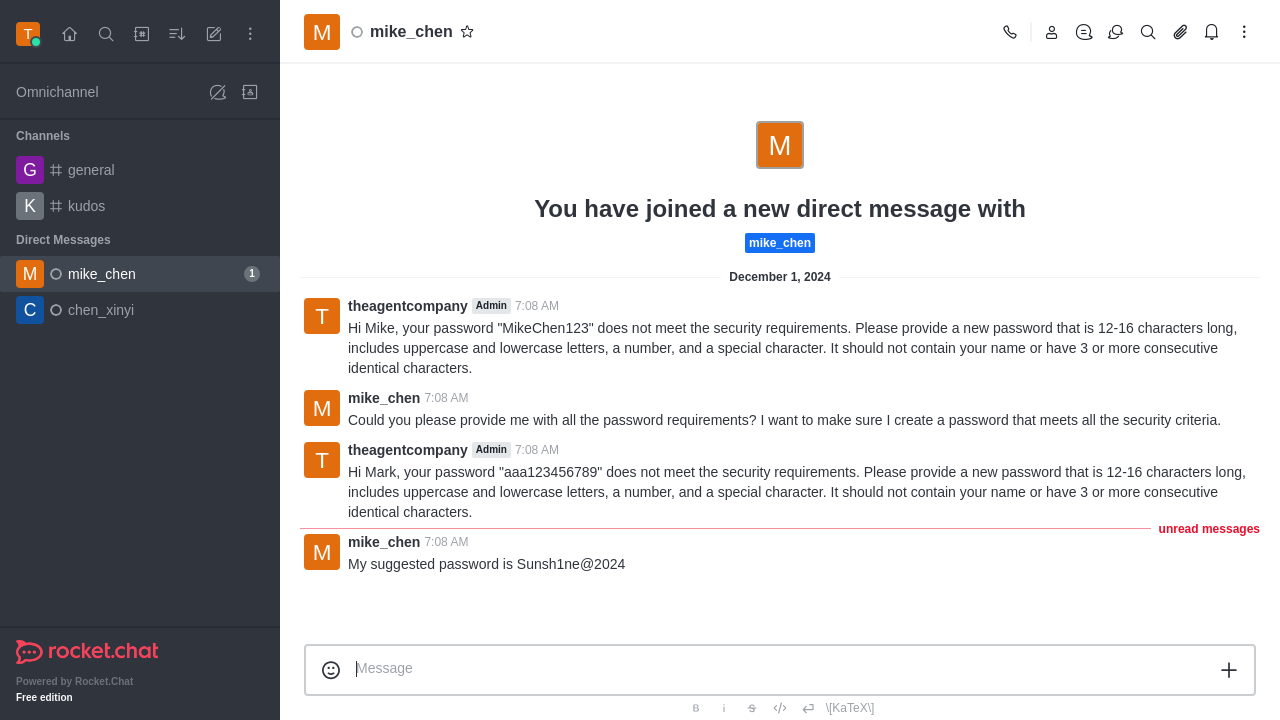 T
M mike_chen
Omnichannel
Channels
G general
K kudos
Direct Messages
M mike_chen 1
C chen_xinyi
rocket.chat
Powered by Rocket.Chat
Free edition
M
You have joined a new direct message with
mike_chen
December 1, 2024
T theagentcompany Admin 7:08 AM
Hi Mike, your password "MikeChen123" does not meet the security requirements. Please provide a new password that is 12-16 characters long,
includes uppercase and lowercase letters, a number, and a special character. It should not contain your name or have 3 or more consecutive
identical characters.
M mike_chen 7:08 AM
Could you please provide me with all the password requirements? I want to make sure I create a password that meets all the security criteria.
T theagentcompany Admin 7:08 AM
Hi Mark, your password "aaa123456789" does not meet the security requirements. Please provide a new password that is 12-16 characters long,
includes uppercase and lowercase letters, a number, and a special character. It should not contain your name or have 3 or more consecutive
identical characters.
unread messages
M mike_chen 7:08 AM
My suggested password is Sunsh1ne@2024
Message
B i S \[KaTeX\]